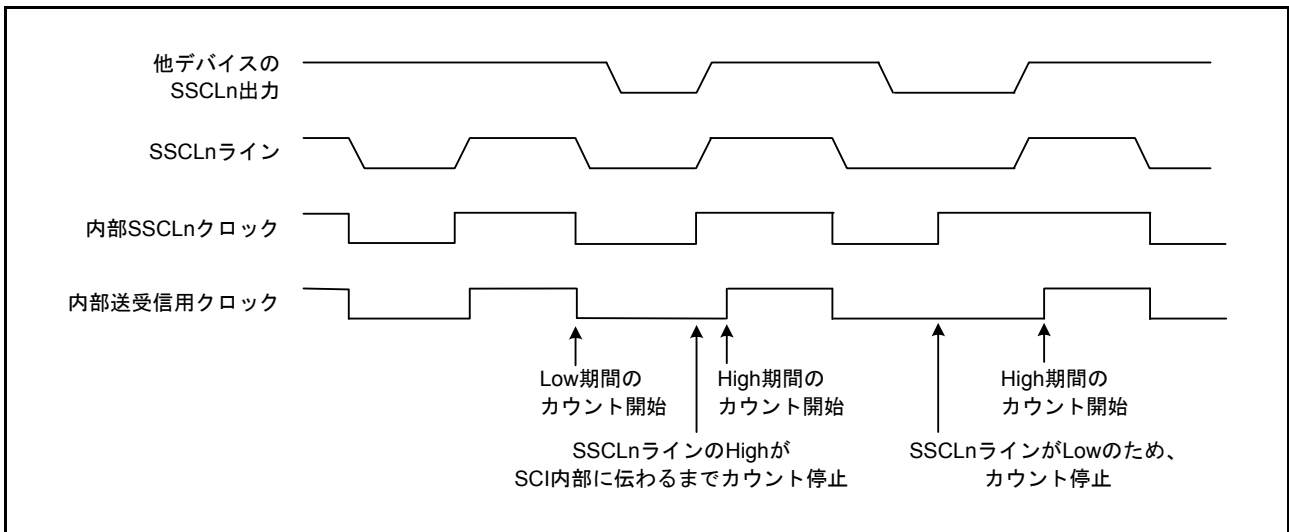 他デバイスの
SSCLn出力
SSCLnライン
内部SSCLnクロック
内部送受信用クロック
Low期間の
カウント開始
High期間の
カウント開始
High期間の
カウント開始
SSCLnラインのHighが
SCI内部に伝わるまでカウント停止
SSCLnラインがLowのため、
カウント停止